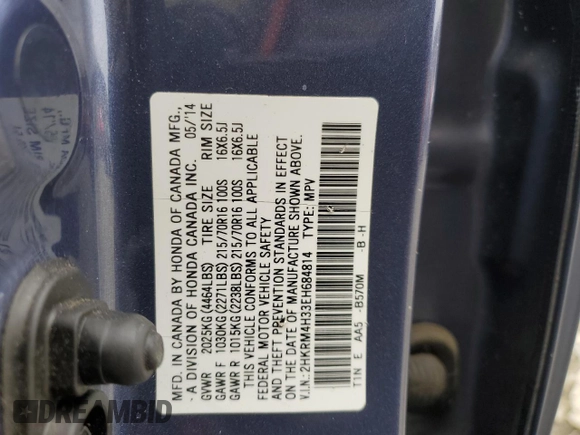 MFD. IN CANADA BY HONDA OF CANADA MFG.,
- A DIVISION OF HONDA CANADA INC. 05/'14
GVWR 2025KG(4464LBS) TIRE SIZE RIM SIZE
GAWR F 1030KG(2271LBS)215/70R16 100S 16X6.5J
GAWR R 1015KG(2238LBS)215/70R16 100S 16X6.5J
THIS VEHICLE CONFORMS TO ALL APPLICABLE
FEDERAL MOTOR VEHICLE SAFETY
AND THEFT PREVENTION STANDARDS IN EFFECT
ON THE DATE OF MANUFACTURE SHOWN ABOVE.
V.I.N.: 2HKRM4H33EH684814 TYPE: MPV
T1N E AA5 -B570M -B-H
DREAMBID